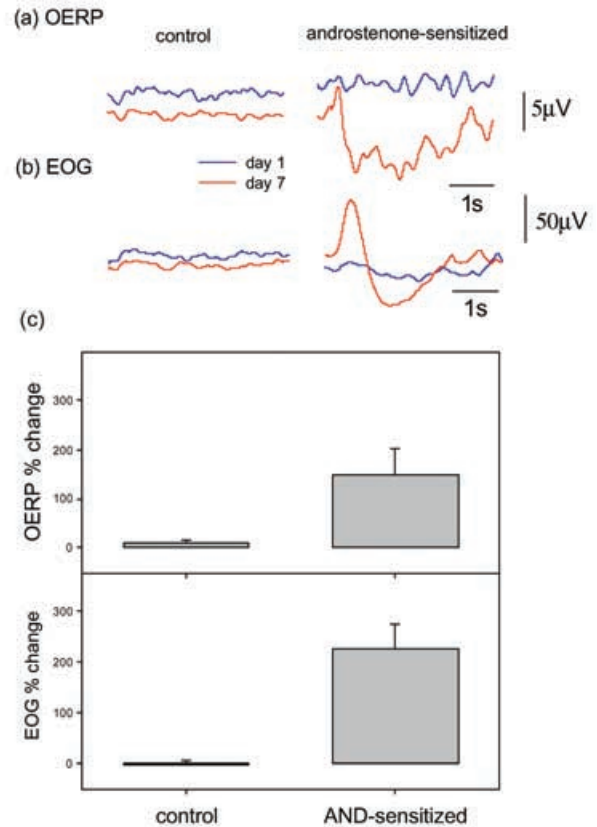 (a) OERP
control androstenone-sensitized
5µV
(b) EOG
day 1
day 7
1s
50µV
1s
(c)
OERP % change
300
200
100
0
EOG % change
300
200
100
0
control AND-sensitized